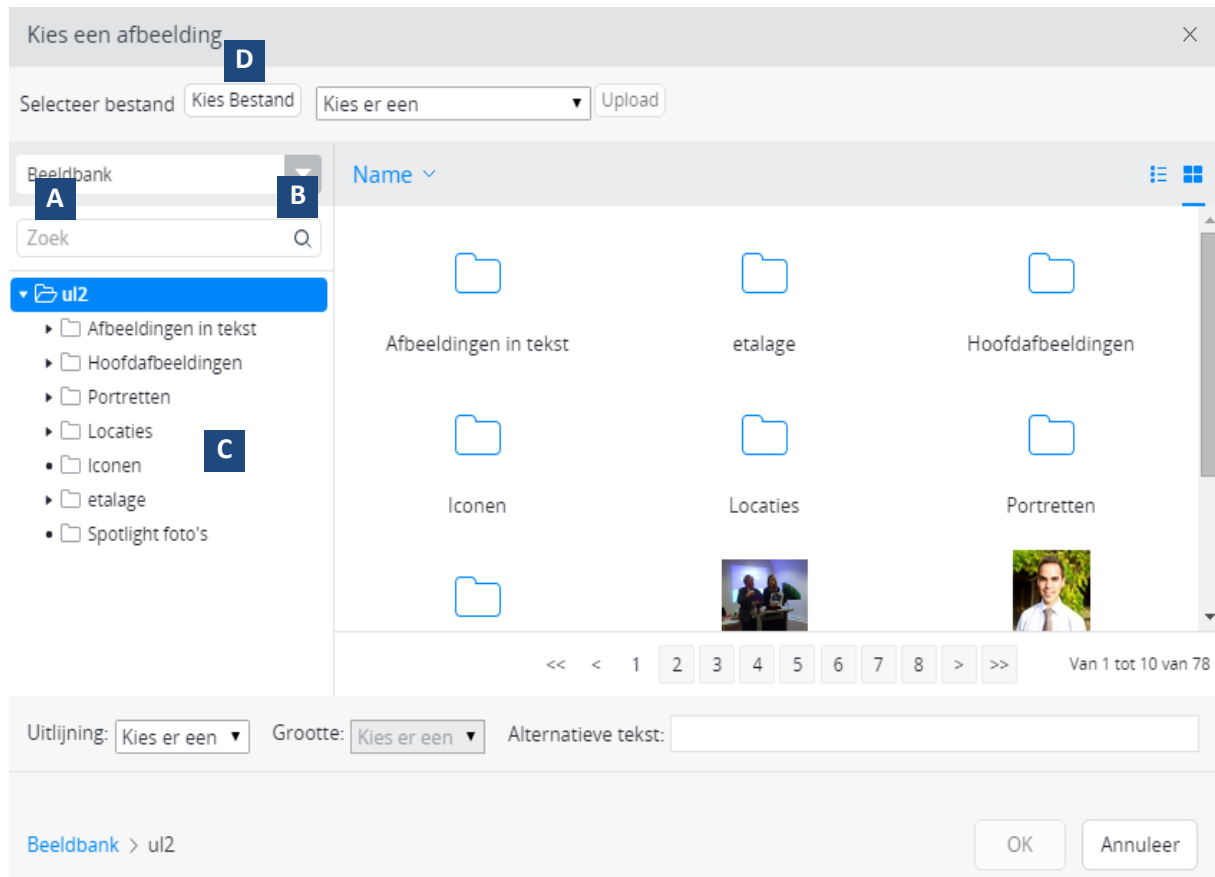 Kies een afbeelding
D
Selecteer bestand Kies Bestand Kies er een Upload
Beeldbank
A
B
Name
Zoek
ul2
Afbeeldingen in tekst
Hoofdafbeeldingen
Portretten
Locaties
C
Iconen
etalage
Spotlight foto's
Afbeeldingen in tekst etalage Hoofdafbeeldingen
Iconen Locaties Portretten
<< < 1 2 3 4 5 6 7 8 > >> Van 1 tot 10 van 78
Uitlijning: Kies er een Grootte: Kies er een Alternatieve tekst:
Beeldbank > ul2 OK Annuleer